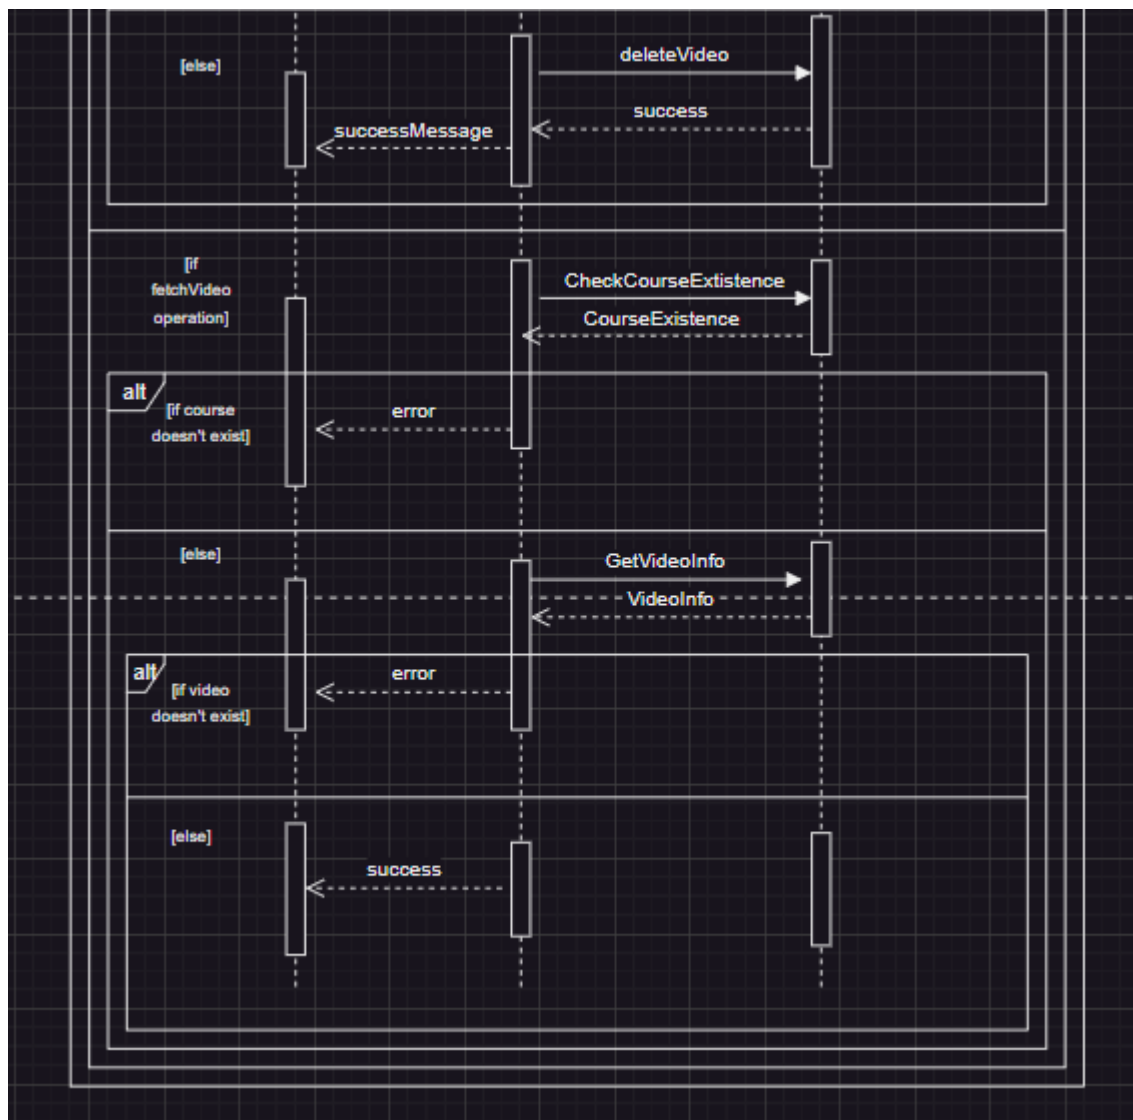 deleteVideo
[else]
success
successMessage
[if
fetchVideo
operation]
CheckCourseExtistence
CourseExistence
alt
[if course
doesn't exist]
error
[else]
GetVideoInfo
VideoInfo
alt
[if video
doesn't exist]
error
[else]
success